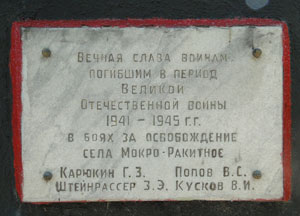 Вечная слава воинам,
погибшим в период
Великой
Отечественной войны
1941 – 1945 г.г.
в боях за освобождение
села Мокро-Ракитное
Карюкин Г.З. Попов В.С.
Штейнрассер З.Э. Кусков В.И.